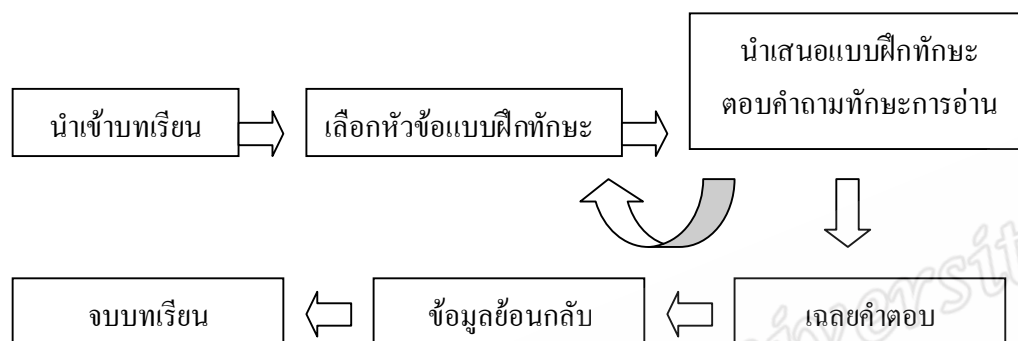 นำเข้าบทเรียน
เลือกหัวข้อแบบฝึกทักษะ
นำเสนอแบบฝึกทักษะ
ตอบคำถามทักษะการอ่าน
เฉลยคำตอบ
ข้อมูลย้อนกลับ
จบบทเรียน